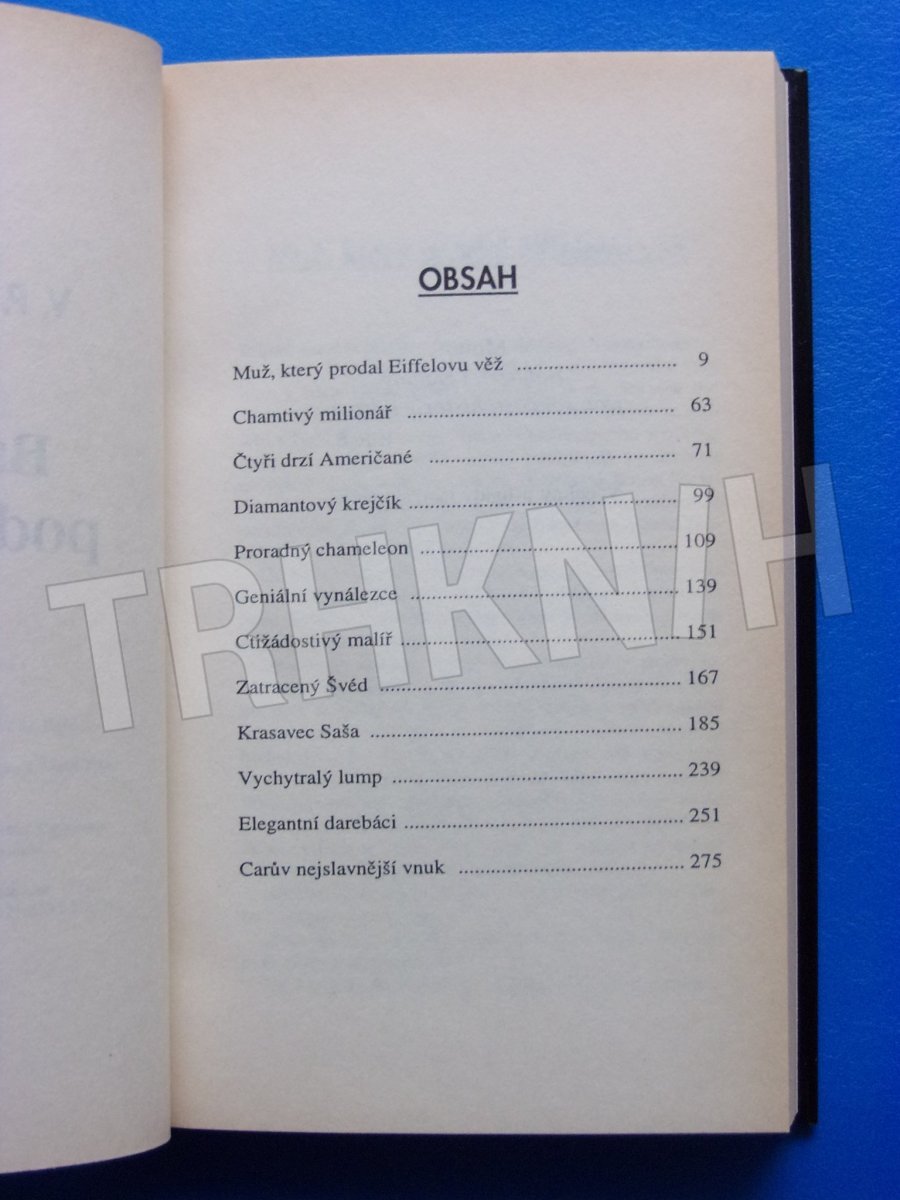 OBSAH
Muž, který prodal Eiffelovu věž ............................ 9
Chamtivý milionář ............................ 63
Čtyři drzí Američané ............................ 71
Diamantový krejčík ............................ 99
Proradný chameleon ............................ 109
Geniální vynálezce ............................ 139
Ctižádostivý malíř ............................ 151
Zatracený Švéd ............................ 167
Krasavec Saša ............................ 185
Vychytralý lump ............................ 239
Elegantní darebáci ............................ 251
Carův nejslavnější vnuk ............................ 275
TRHKNIH